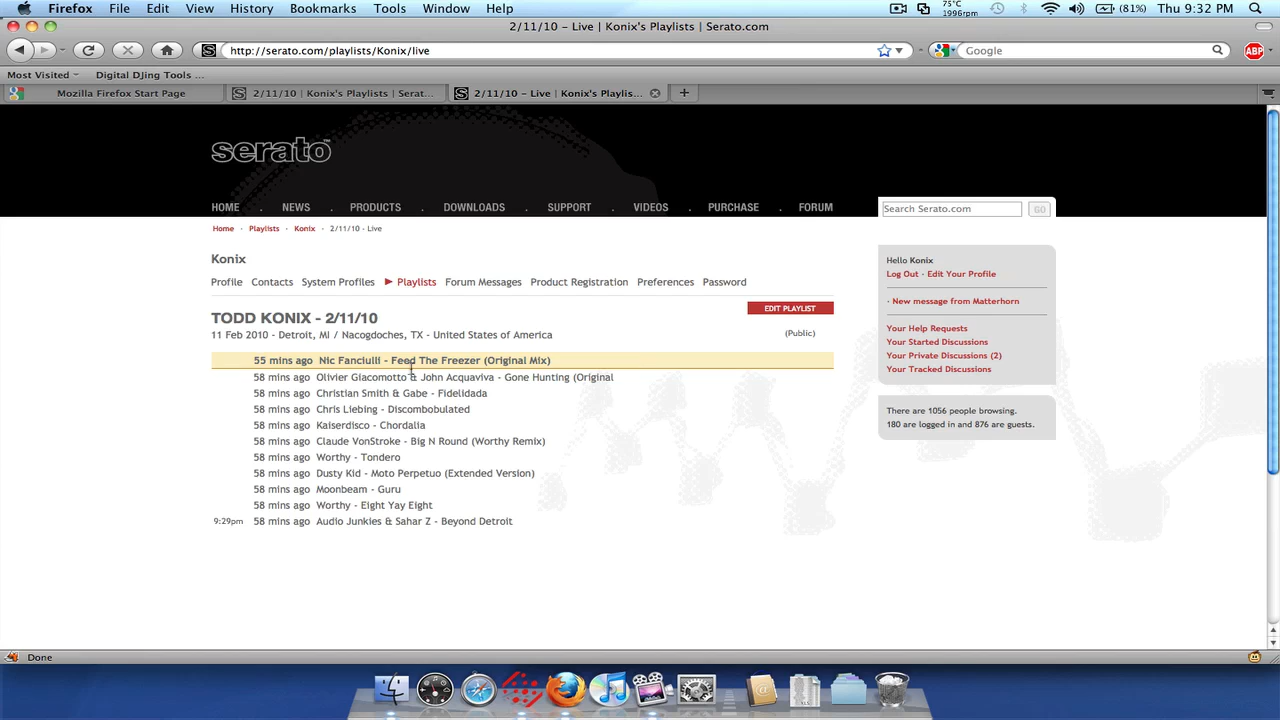 Firefox File Edit View History Bookmarks Tools Window Help 75°C 1996rpm (81%) Thu 9:32 PM
2/11/10 – Live | Konix's Playlists | Serato.com
http://serato.com/playlists/Konix/live Google ABP
Most Visited Digital DJing Tools ...
Mozilla Firefox Start Page 2/11/10 | Konix's Playlists | Serat... 2/11/10 – Live | Konix's Playlis...
serato
HOME . NEWS . PRODUCTS . DOWNLOADS . SUPPORT . VIDEOS . PURCHASE . FORUM
Search Serato.com GO
Home · Playlists · Konix · 2/11/10 - Live
Konix
Profile Contacts System Profiles Playlists Forum Messages Product Registration Preferences Password
TODD KONIX - 2/11/10
EDIT PLAYLIST
11 Feb 2010 - Detroit, MI / Nacogdoches, TX - United States of America
(Public)
55 mins ago Nic Fanciulli - Feed The Freezer (Original Mix)
58 mins ago Olivier Giacomotto & John Acquaviva - Gone Hunting (Original
58 mins ago Christian Smith & Gabe - Fidelidada
58 mins ago Chris Liebing - Discombobulated
58 mins ago Kaiserdisco - Chordalia
58 mins ago Claude VonStroke - Big N Round (Worthy Remix)
58 mins ago Worthy - Tondero
58 mins ago Dusty Kid - Moto Perpetuo (Extended Version)
58 mins ago Moonbeam - Guru
58 mins ago Worthy - Eight Yay Eight
9:29pm 58 mins ago Audio Junkies & Sahar Z - Beyond Detroit
Hello Konix
Log Out · Edit Your Profile
· New message from Matterhorn
Your Help Requests
Your Started Discussions
Your Private Discussions (2)
Your Tracked Discussions
There are 1056 people browsing.
180 are logged in and 876 are guests.
Done